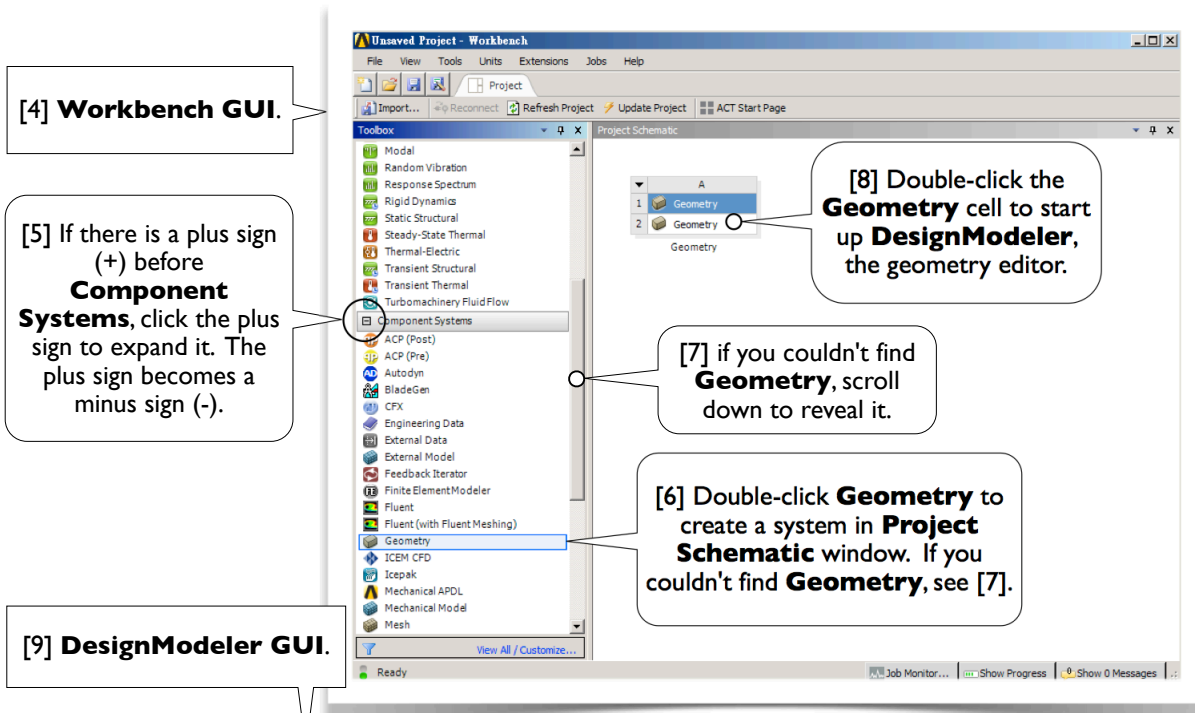 Unsaved Project - Workbench
File View Tools Units Extensions Jobs Help
Project
Import... Reconnect Refresh Project Update Project ACT Start Page
[4] Workbench GUI.
Toolbox
Project Schematic
Modal
Random Vibration
Response Spectrum
Rigid Dynamics
Static Structural
Steady-State Thermal
Thermal-Electric
Transient Structural
Transient Thermal
Turbomachinery Fluid Flow
Component Systems
ACP (Post)
ACP (Pre)
Autodyn
BladeGen
CFX
Engineering Data
External Data
External Model
Feedback Iterator
Finite Element Modeler
Fluent
Fluent (with Fluent Meshing)
Geometry
ICEM CFD
Icepak
Mechanical APDL
Mechanical Model
Mesh
View All / Customize...
A
1 Geometry
2 Geometry
Geometry
[8] Double-click the
Geometry cell to start
up DesignModeler,
the geometry editor.
[5] If there is a plus sign
(+) before
Component
Systems, click the plus
sign to expand it. The
plus sign becomes a
minus sign (-).
[7] if you couldn't find
Geometry, scroll
down to reveal it.
[6] Double-click Geometry to
create a system in Project
Schematic window. If you
couldn't find Geometry, see [7].
[9] DesignModeler GUI.
Ready
Job Monitor... Show Progress Show 0 Messages